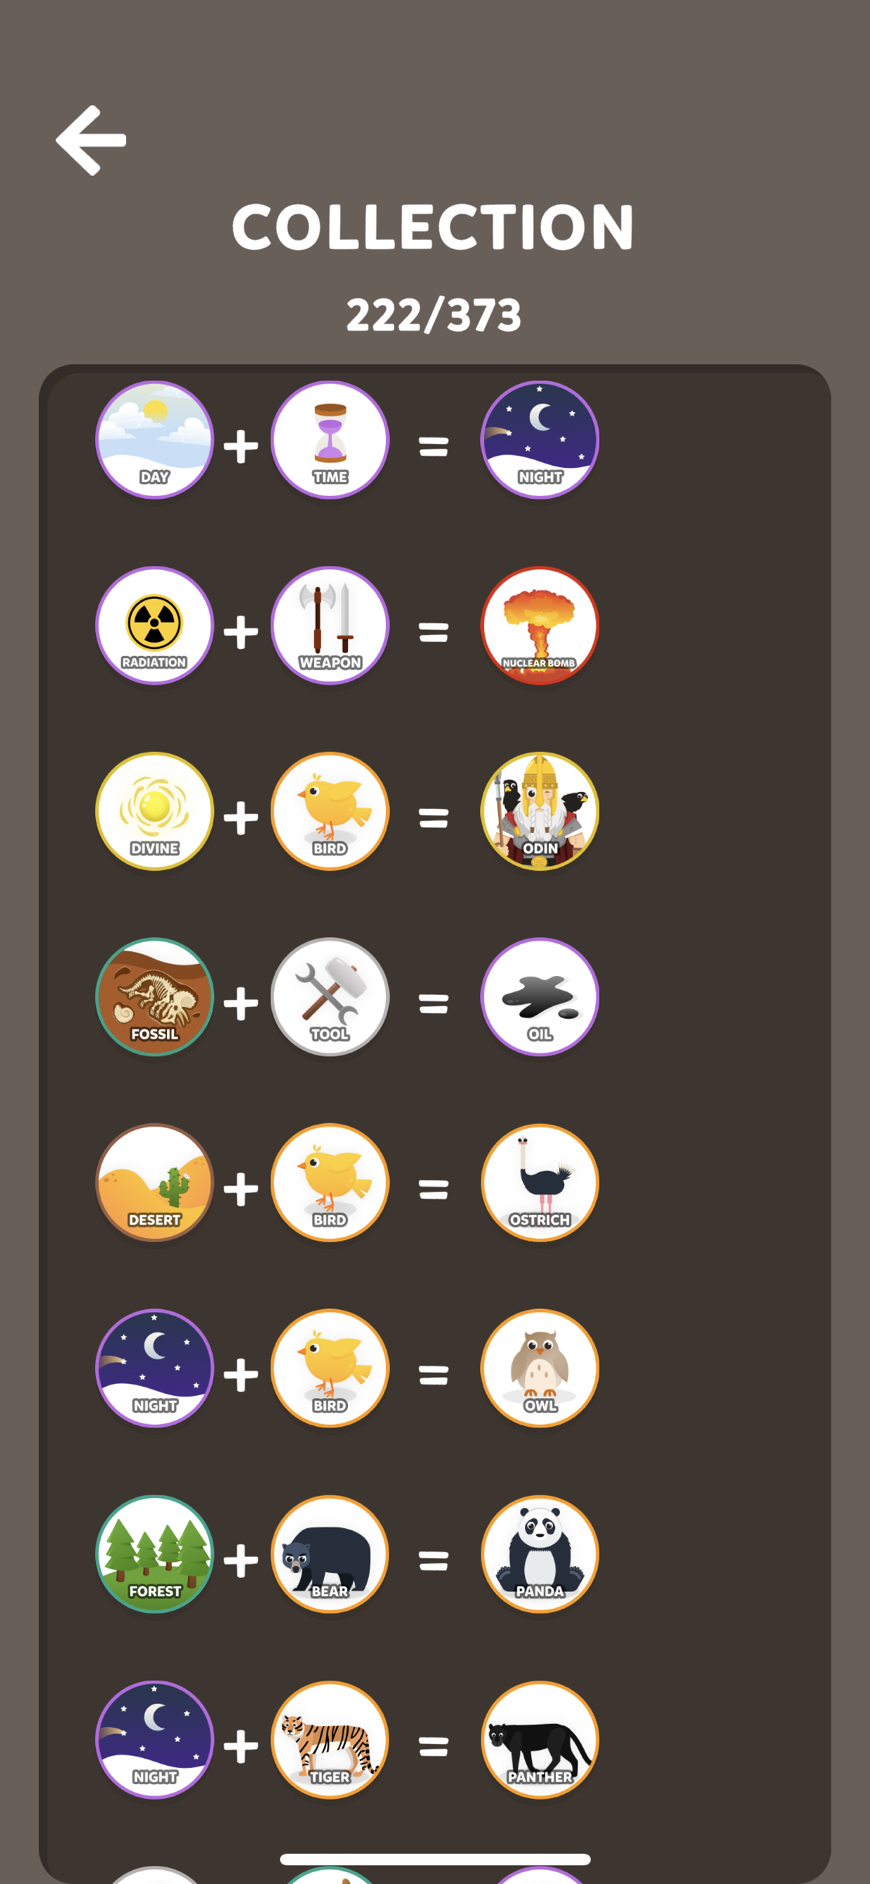 COLLECTION
222/373
DAY + TIME = NIGHT
RADIATION + WEAPON = NUCLEAR BOMB
DIVINE + BIRD = ODIN
FOSSIL + TOOL = OIL
DESERT + BIRD = OSTRICH
NIGHT + BIRD = OWL
FOREST + BEAR = PANDA
NIGHT + TIGER = PANTHER